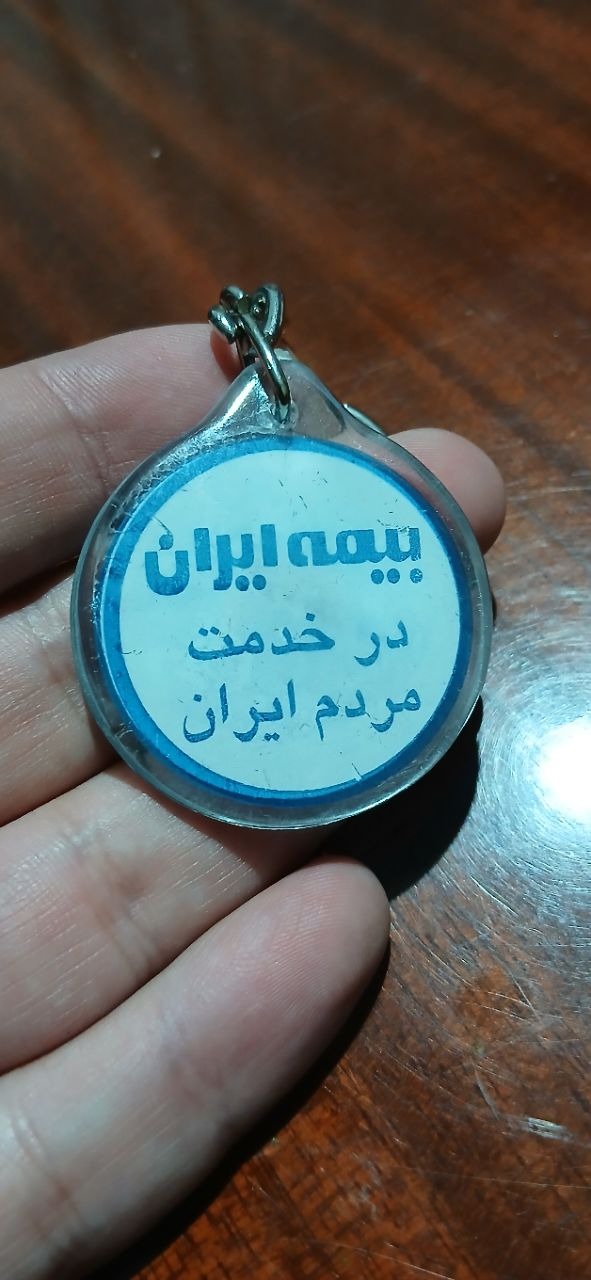 بیمه ایران
در خدمت
مردم ایران